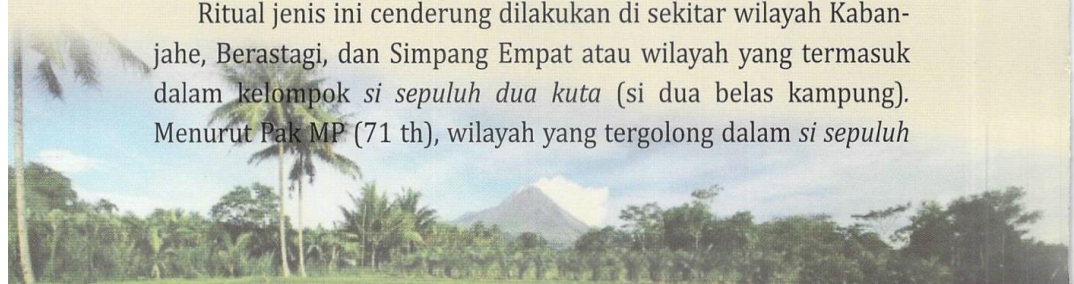 Ritual jenis ini cenderung dilakukan di sekitar wilayah Kaban-
jahe, Berastagi, dan Simpang Empat atau wilayah yang termasuk
dalam kelompok si sepuluh dua kuta (si dua belas kampung).
Menurut Pak MP (71 th), wilayah yang tergolong dalam si sepuluh